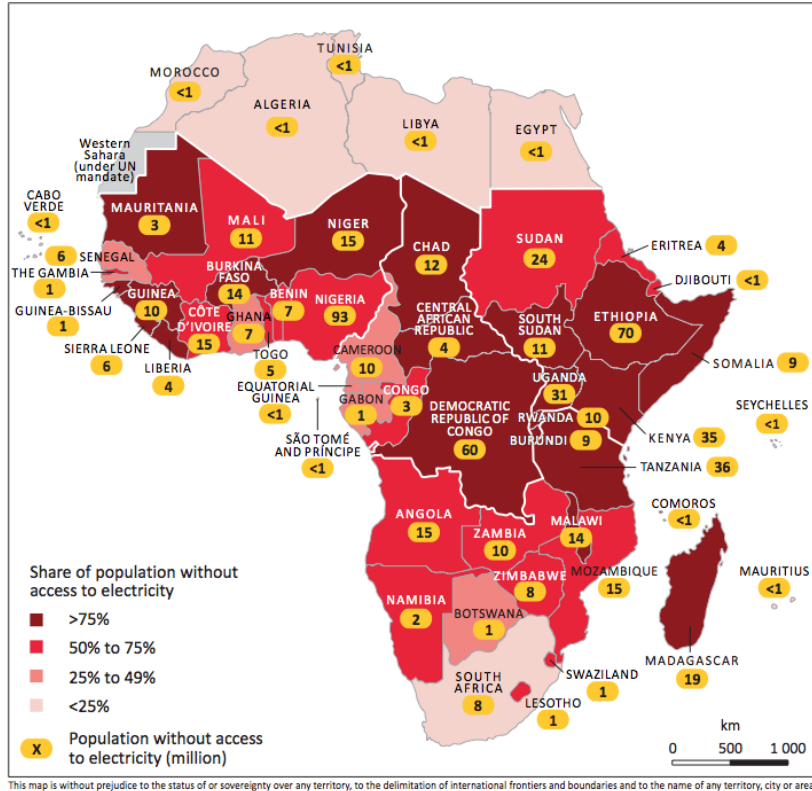 TUNISIA
<1
MOROCCO
<1
ALGERIA
<1
LIBYA
<1
EGYPT
<1
Western
Sahara
(under UN
mandate)
CABO
VERDE
<1
MAURITANIA
3
MALI
11
NIGER
15
CHAD
12
SUDAN
24
ERITREA 4
DJIBOUTI <1
6 SENEGAL
THE GAMBIA
1
GUINEA-BISSAU
1
GUINEA
10
SIERRA LEONE
6
LIBERIA
4
CÔTE
D'IVOIRE
15
BURKINA
FASO
14
GHANA
7
TOGO
5
BENIN
7
NIGERIA
93
CAMEROON
10
CENTRAL
AFRICAN
REPUBLIC
4
SOUTH
SUDAN
11
ETHIOPIA
70
SOMALIA 9
EQUATORIAL
GUINEA
<1
GABON
1
CONGO
3
SÃO TOMÉ
AND PRÍNCIPE
<1
DEMOCRATIC
REPUBLIC OF
CONGO
60
UGANDA
31
RWANDA 10
BURUNDI 9
KENYA 35
TANZANIA 36
SEYCHELLES
<1
COMOROS
<1
ANGOLA
15
ZAMBIA
10
MALAWI
14
MOZAMBIQUE
15
ZIMBABWE
8
NAMIBIA
2
BOTSWANA
1
SOUTH
AFRICA
8
SWAZILAND
1
LESOTHO
1
MAURITIUS
<1
MADAGASCAR
19
Share of population without
access to electricity
>75%
50% to 75%
25% to 49%
<25%
X Population without access
to electricity (million)
km
0 500 1 000
This map is without prejudice to the status of or sovereignty over any territory, to the delimitation of international frontiers and boundaries and to the name of any territory, city or area